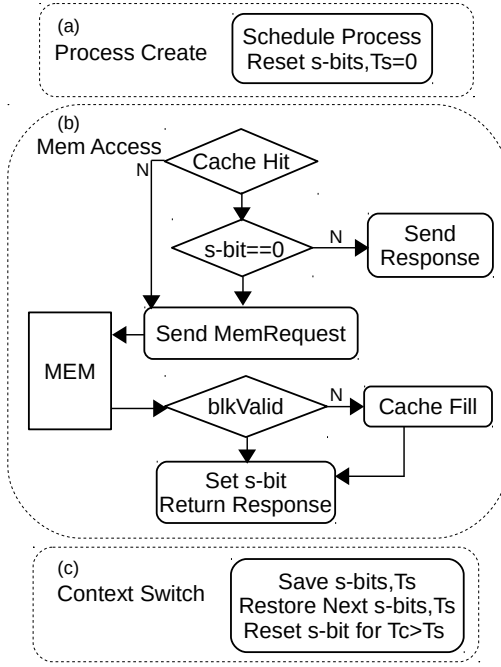 (a)
Process Create
Schedule Process
Reset s-bits,Ts=0
(b)
Mem Access
Cache Hit
N
s-bit==0
N
Send
Response
Send MemRequest
MEM
blkValid
N
Cache Fill
Set s-bit
Return Response
(c)
Context Switch
Save s-bits,Ts
Restore Next s-bits,Ts
Reset s-bit for Tc>Ts